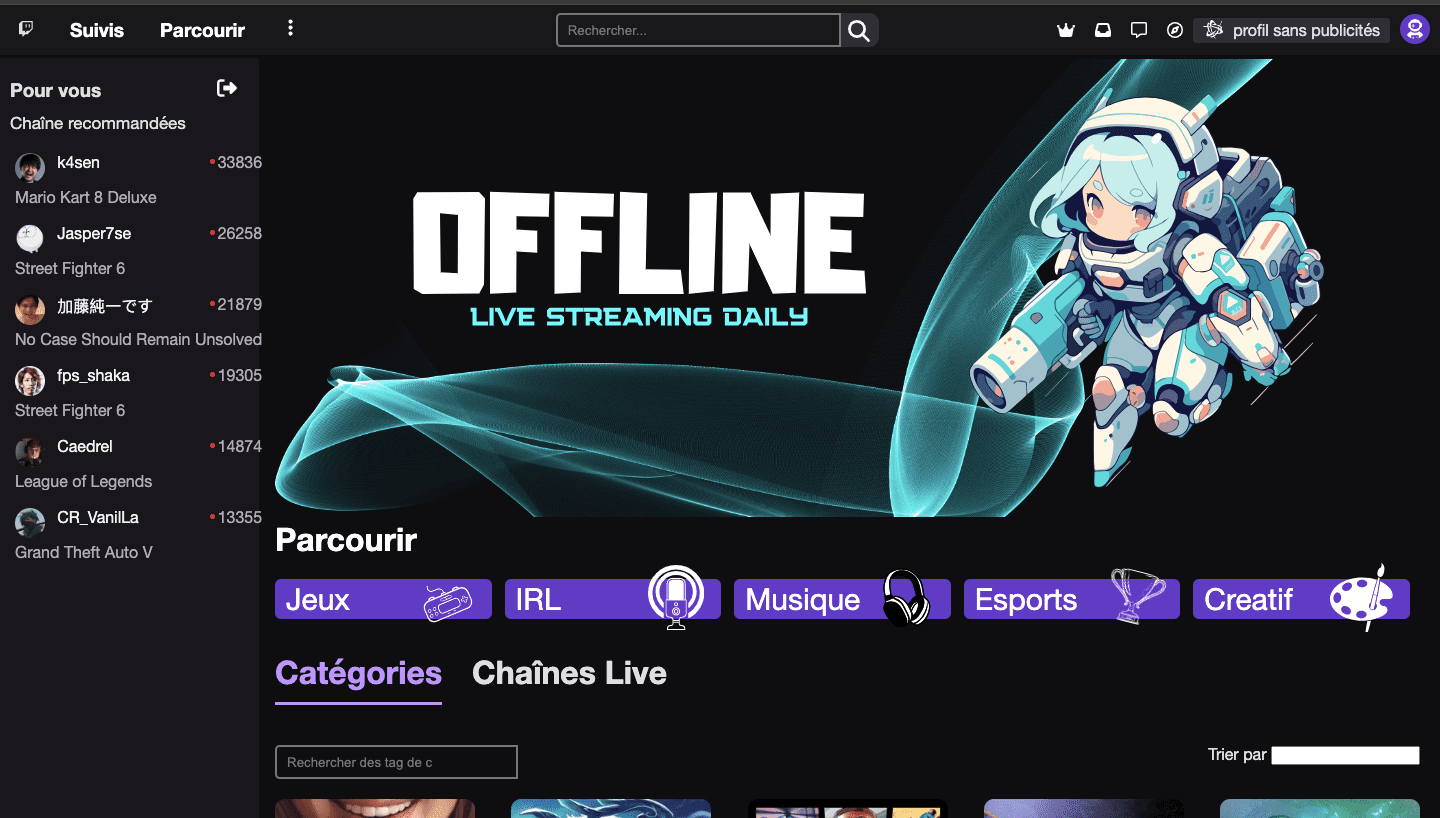 Suivis
Parcourir
Rechercher...
profil sans publicités
Pour vous
Chaîne recommandées
k4sen
33836
Mario Kart 8 Deluxe
Jasper7se
26258
Street Fighter 6
加藤純一です
21879
No Case Should Remain Unsolved
fps_shaka
19305
Street Fighter 6
Caedrel
14874
League of Legends
CR_VanilLa
13355
Grand Theft Auto V
OFFLINE
LIVE STREAMING DAILY
Parcourir
Jeux
IRL
Musique
Esports
Creatif
Catégories
Chaînes Live
Rechercher des tag de c
Trier par